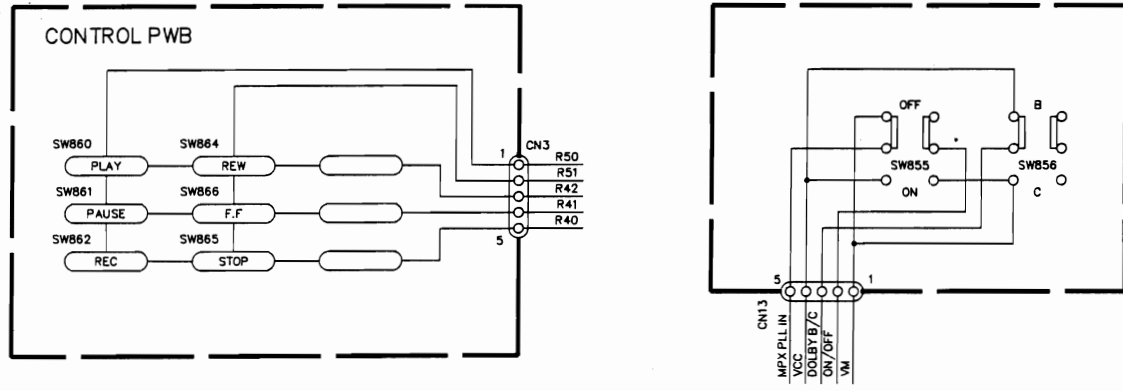 CONTROL PWB
SW860
SW864
PLAY
REW
SW861
SW866
PAUSE
F.F
SW862
SW865
REC
STOP
CN3
1
5
R50
R51
R42
R41
R40
OFF
B
*
SW855
SW856
ON
C
5
1
CN13
MPX PLL IN
VCC
DOLBY B/C
ON/OFF
VM